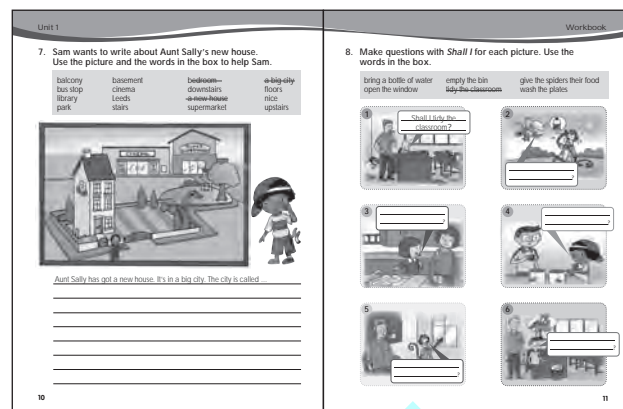 Unit 1
7. Sam wants to write about Aunt Sally's new house.
Use the picture and the words in the box to help Sam.
balcony basement bedroom a big city
bus stop cinema downstairs floors
library Leeds a new house nice
park stairs supermarket upstairs
CINEMA
Aunt Sally has got a new house. It's in a big city. The city is called ...
10
Workbook
8. Make questions with Shall I for each picture. Use the
words in the box.
bring a bottle of water empty the bin give the spiders their food
open the window tidy the classroom wash the plates
1
Shall I tidy the
classroom?
2
?
3
?
4
?
5
?
6
?
11